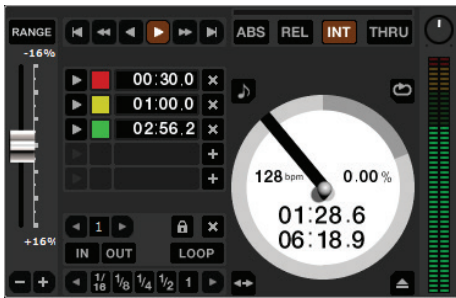 RANGE ABS REL INT THRU
-16%
00:30.0
01:00.0
02:56.2
128 bpm 0.00 %
01:28.6
06:18.9
1
+16%
IN OUT LOOP
1/16 1/8 1/4 1/2 1